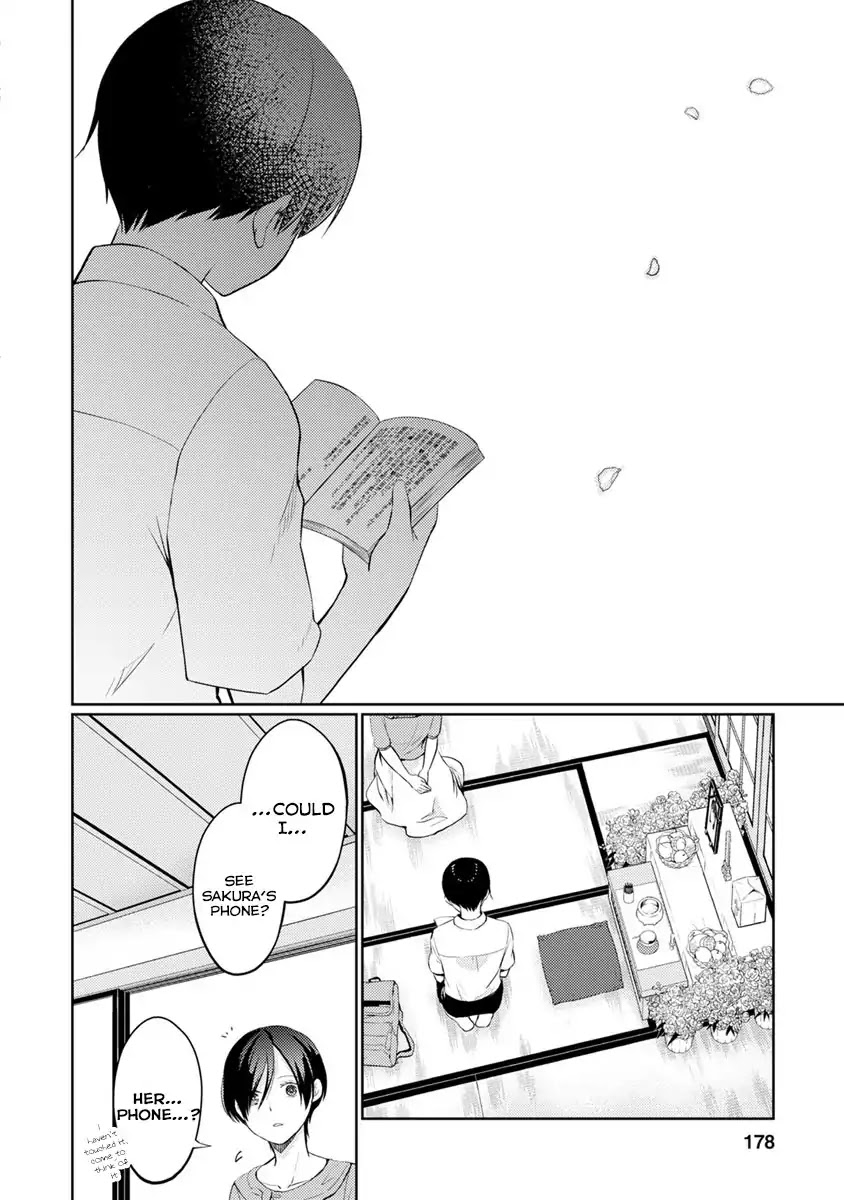 ...COULD
I...
SEE
SAKURA'S
PHONE?
HER...
PHONE...?
I
haven't
touched it,
come to
think of
it.
178